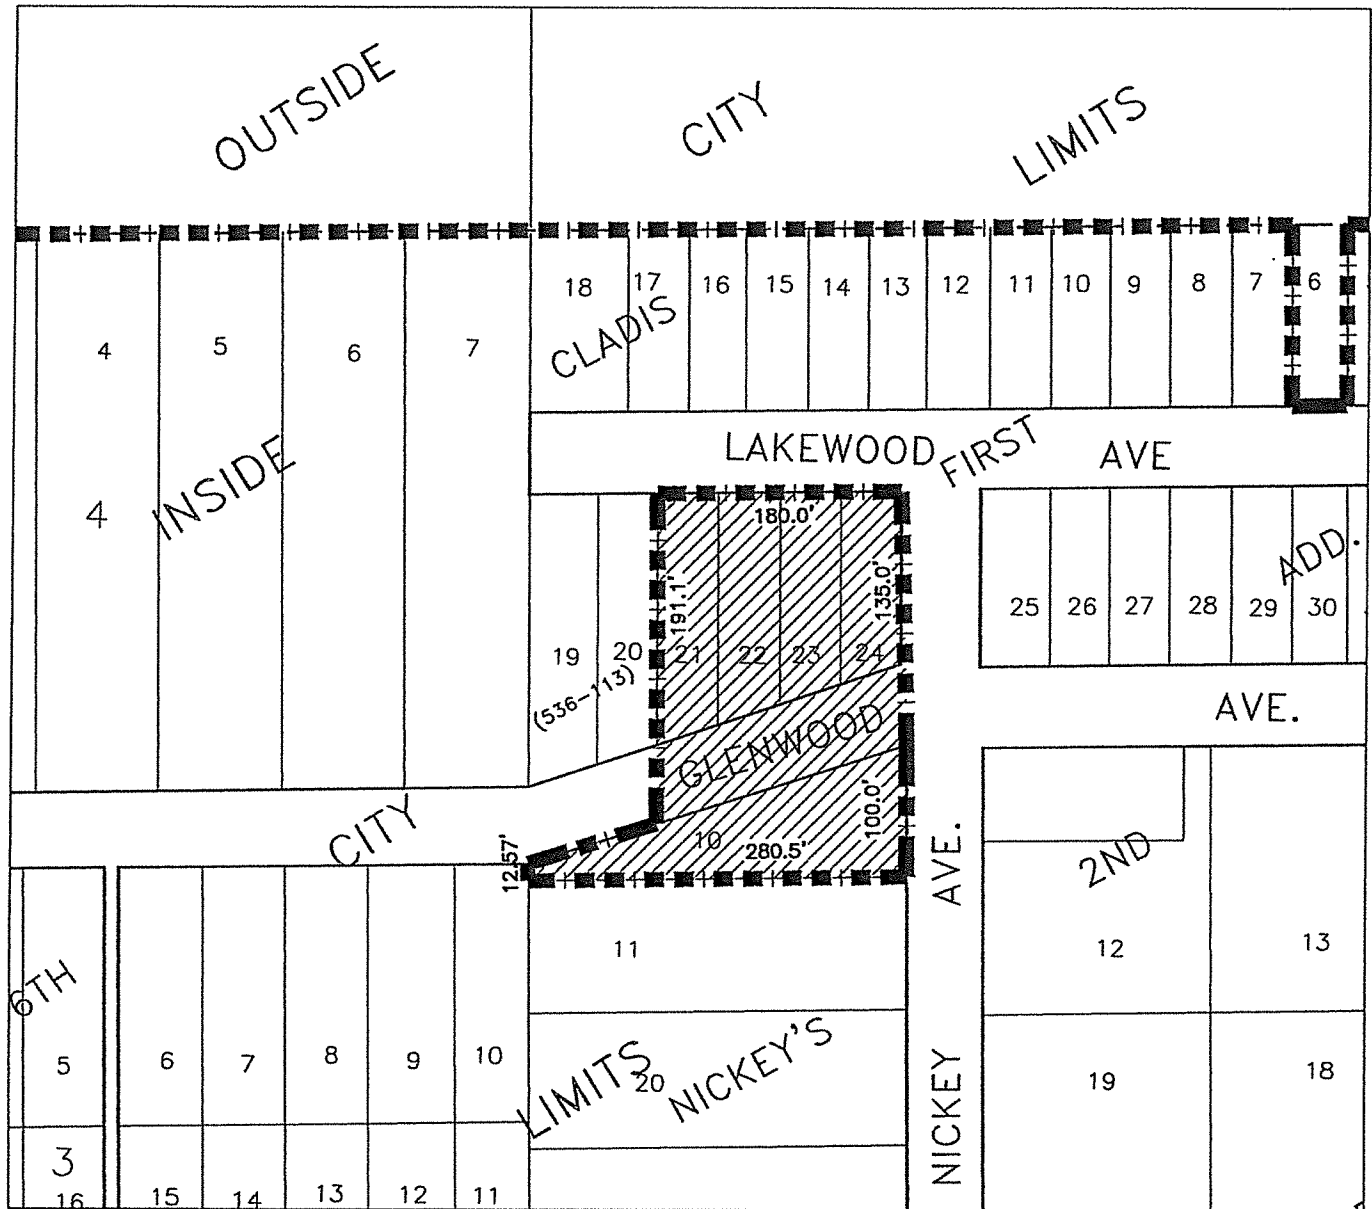 OUTSIDE CITY LIMITS
18 17 16 15 14 13 12 11 10 9 8 7 6
4 5 6 7
CLADIS
LAKEWOOD AVE
FIRST
4
INSIDE
180.0'
191.1'
135.0'
ADD.
19 20 21 22 23 24
25 26 27 28 29 30
(536-113)
GLENWOOD AVE.
CITY
12.57'
10
280.5'
100.0'
NICKEY AVE.
2ND
11
12 13
6TH
5 6 7 8 9 10
LIMITS
20
NICKEY'S
19 18
3
16 15 14 13 12 11